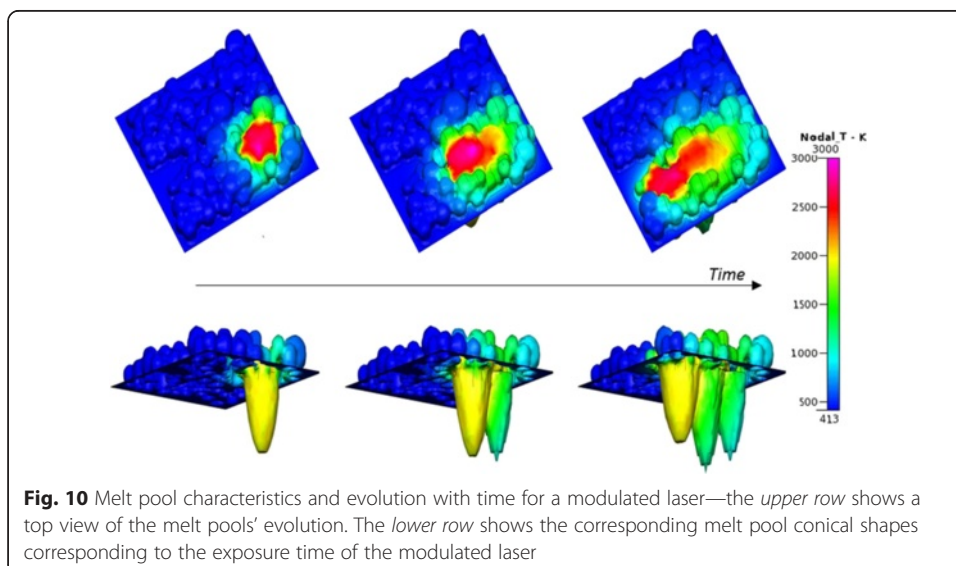 Nodal_T - K
3000
3000
2500
2000
1500
1000
500
413
Time
Fig. 10 Melt pool characteristics and evolution with time for a modulated laser—the upper row shows a
top view of the melt pools' evolution. The lower row shows the corresponding melt pool conical shapes
corresponding to the exposure time of the modulated laser